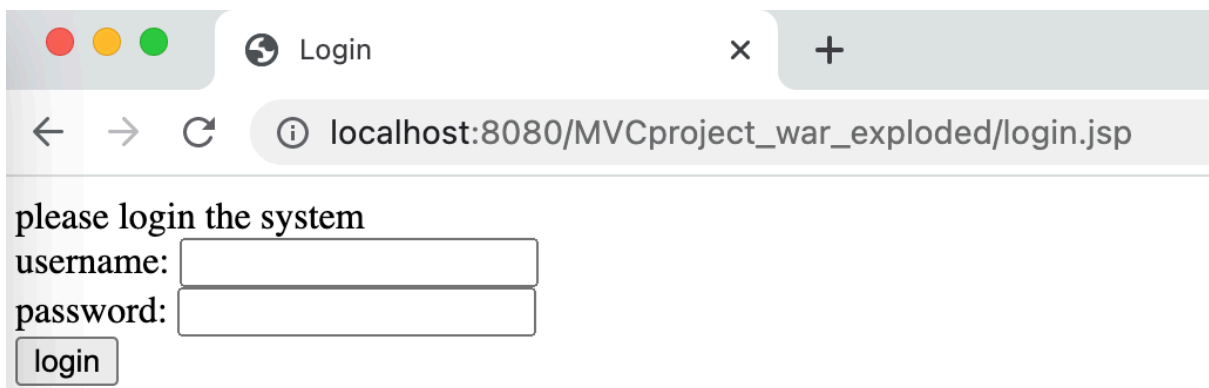 Login
localhost:8080/MVCproject_war_exploded/login.jsp
please login the system
username:
password:
login